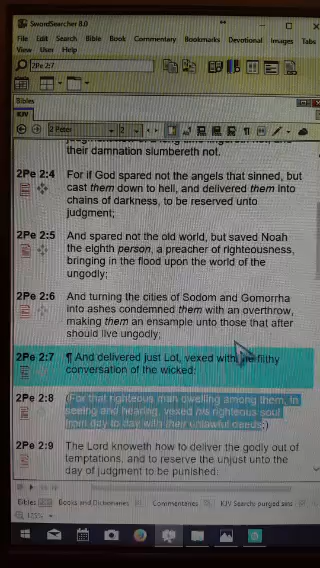 SwordSearcher 8.0
File Edit Search Bible Book Commentary Bookmarks Devotional Images Tabs
View User Help
2Pe 2:7
Bibles
KJV
2 Peter 2
their damnation slumbereth not.
2Pe 2:4 For if God spared not the angels that sinned, but
cast them down to hell, and delivered them into
chains of darkness, to be reserved unto
judgment;
2Pe 2:5 And spared not the old world, but saved Noah
the eighth person, a preacher of righteousness,
bringing in the flood upon the world of the
ungodly;
2Pe 2:6 And turning the cities of Sodom and Gomorrha
into ashes condemned them with an overthrow,
making them an ensample unto those that after
should live ungodly;
2Pe 2:7 ¶ And delivered just Lot, vexed with the filthy
conversation of the wicked:
2Pe 2:8 (For that righteous man dwelling among them, in
seeing and hearing, vexed his righteous soul
from day to day with their unlawful deeds;)
2Pe 2:9 The Lord knoweth how to deliver the godly out of
temptations, and to reserve the unjust unto the
day of judgment to be punished:
Bibles Books and Dictionaries Commentaries KJV Search: purged sins
125%